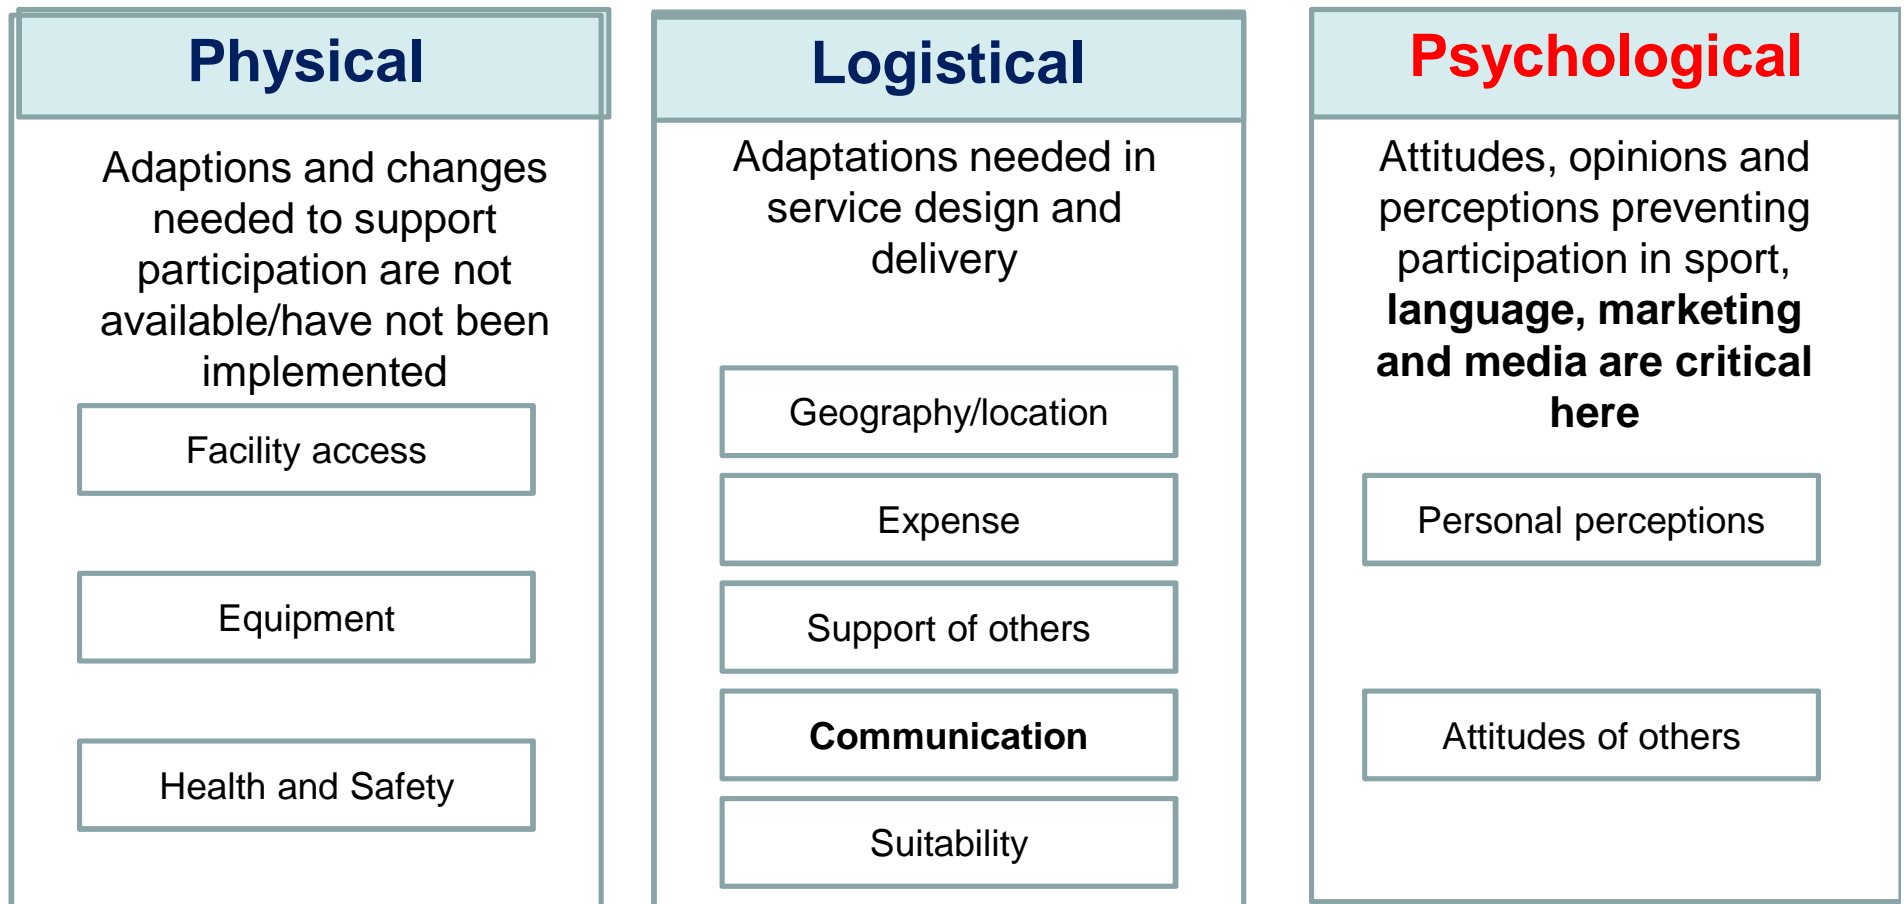 Physical
Adaptions and changes
needed to support
participation are not
available/have not been
implemented
Facility access
Equipment
Health and Safety
Logistical
Adaptations needed in
service design and
delivery
Geography/location
Expense
Support of others
Communication
Suitability
Psychological
Attitudes, opinions and
perceptions preventing
participation in sport,
language, marketing
and media are critical
here
Personal perceptions
Attitudes of others